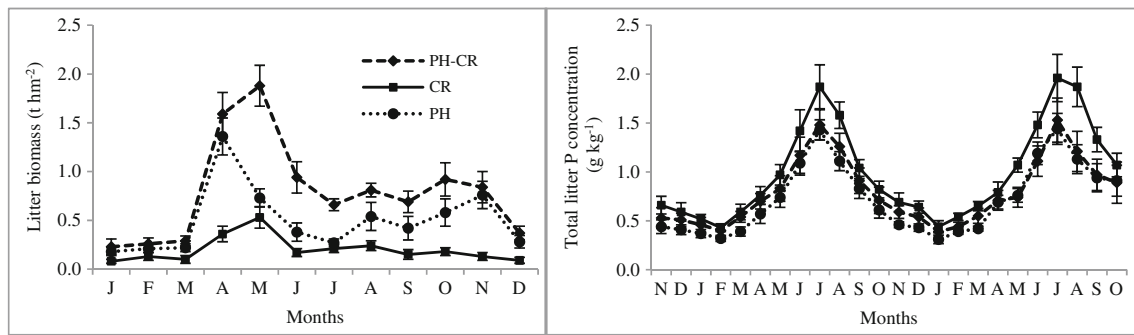 2.5
2.0
1.5
1.0
0.5
0.0
Litter biomass (t hm-2)
PH-CR
CR
PH
J F M A M J J A S O N D
Months
2.5
2.0
1.5
1.0
0.5
0.0
Total litter P concentration
(g kg-1)
N D J F M A M J J A S O N D J F M A M J J A S O
Months